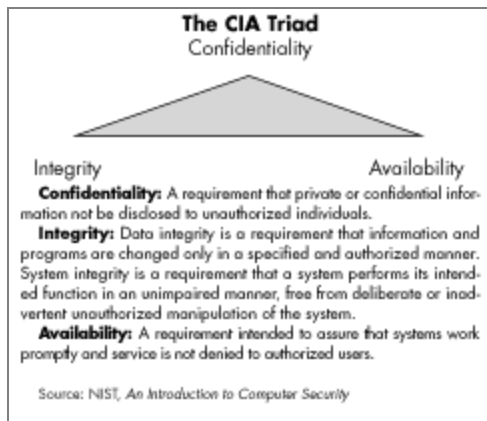 The CIA Triad
Confidentiality
Integrity Availability
Confidentiality: A requirement that private or confidential infor-
mation not be disclosed to unauthorized individuals.
Integrity: Data integrity is a requirement that information and
programs are changed only in a specified and authorized manner.
System integrity is a requirement that a system performs its intend-
ed function in an unimpaired manner, free from deliberate or inad-
vertent unauthorized manipulation of the system.
Availability: A requirement intended to assure that systems work
promptly and service is not denied to authorized users.
Source: NIST, An Introduction to Computer Security